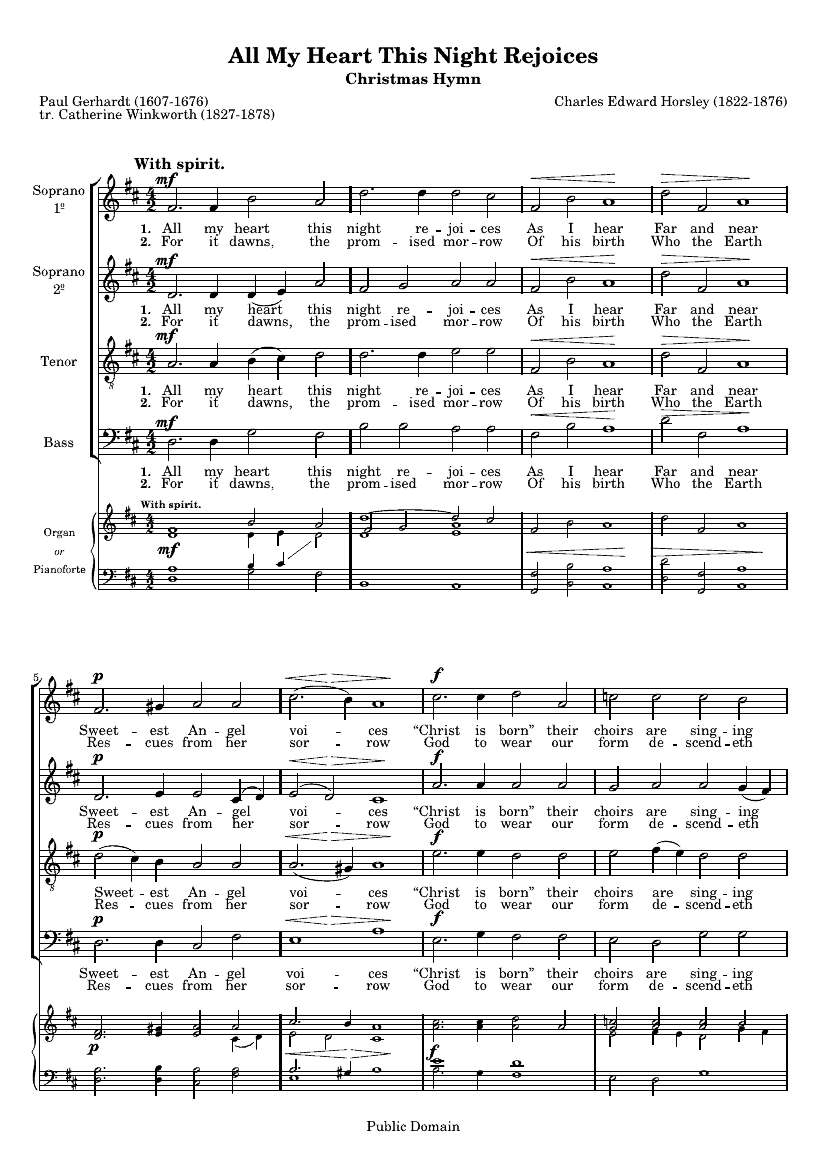 All My Heart This Night Rejoices
Christmas Hymn
Paul Gerhardt (1607-1676)
tr. Catherine Winkworth (1827-1878)
Charles Edward Horsley (1822-1876)
With spirit.
mf
Soprano
1º
1. All my heart this night re - joi - ces As I hear Far and near
2. For it dawns, the prom - ised mor - row Of his birth Who the Earth
mf
Soprano
2º
1. All my heart this night re - joi - ces As I hear Far and near
2. For it dawns, the prom - ised mor - row Of his birth Who the Earth
mf
Tenor
8
1. All my heart this night re - joi - ces As I hear Far and near
2. For it dawns, the prom - ised mor - row Of his birth Who the Earth
mf
Bass
1. All my heart this night re - joi - ces As I hear Far and near
2. For it dawns, the prom - ised mor - row Of his birth Who the Earth
With spirit.
Organ
or
Pianoforte
mf
5
p f
Sweet - est An - gel voi - ces “Christ is born” their choirs are sing - ing
Res - cues from her sor - row God to wear our form de - scend - eth
p f
Sweet - est An - gel voi - ces “Christ is born” their choirs are sing - ing
Res - cues from her sor - row God to wear our form de - scend - eth
p f
8
Sweet - est An - gel voi - ces “Christ is born” their choirs are sing - ing
Res - cues from her sor - row God to wear our form de - scend - eth
p f
Sweet - est An - gel voi - ces “Christ is born” their choirs are sing - ing
Res - cues from her sor - row God to wear our form de - scend - eth
p f
Public Domain